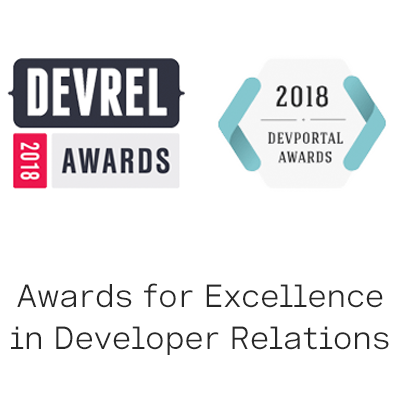 DEVREL
2018
AWARDS
2018
DEVPORTAL
AWARDS
Awards for Excellence
in Developer Relations